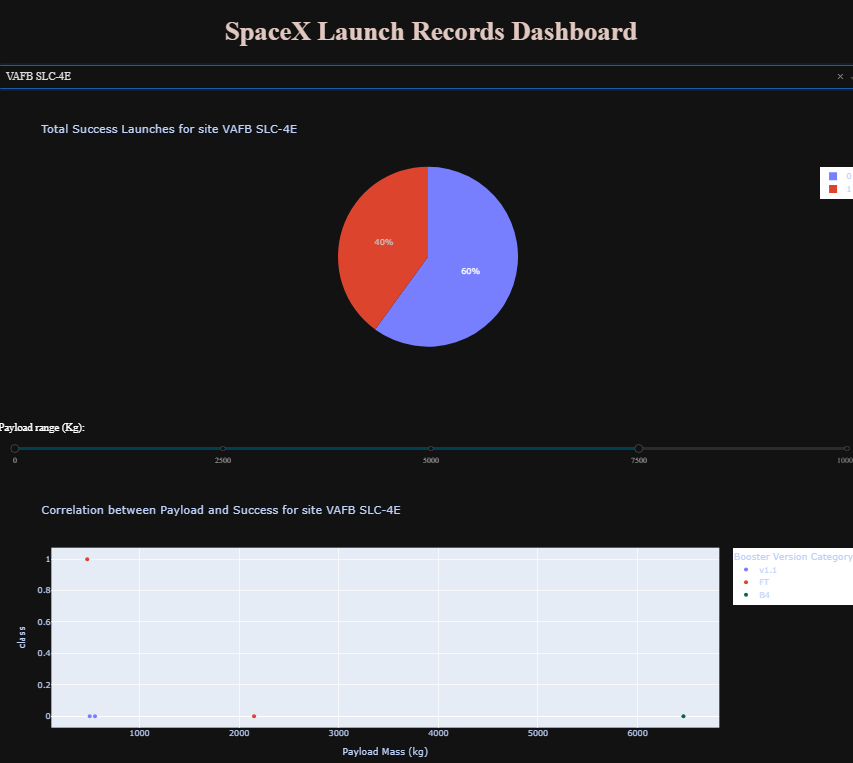 SpaceX Launch Records Dashboard
VAFB SLC-4E ×
Total Success Launches for site VAFB SLC-4E
0
1
40%
60%
Payload range (Kg):
0 2500 5000 7500 1000
Correlation between Payload and Success for site VAFB SLC-4E
Booster Version Category
v1.1
FT
B4
1
0.8
0.6
0.4
0.2
0
class
1000 2000 3000 4000 5000 6000
Payload Mass (kg)